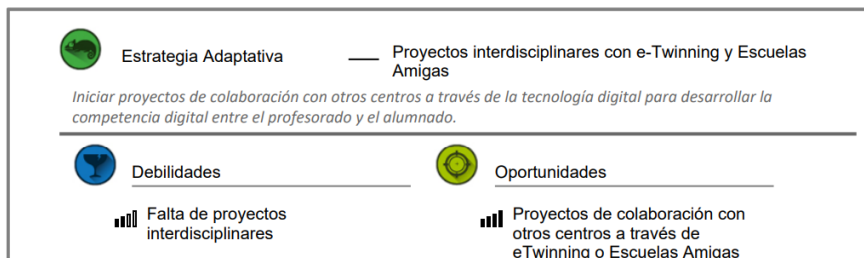 Estrategia Adaptativa
Proyectos interdisciplinares con e-Twinning y Escuelas
Amigas
Iniciar proyectos de colaboración con otros centros a través de la tecnología digital para desarrollar la
competencia digital entre el profesorado y el alumnado.
Debilidades
Falta de proyectos
interdisciplinares
Oportunidades
Proyectos de colaboración con
otros centros a través de
eTwinning o Escuelas Amigas